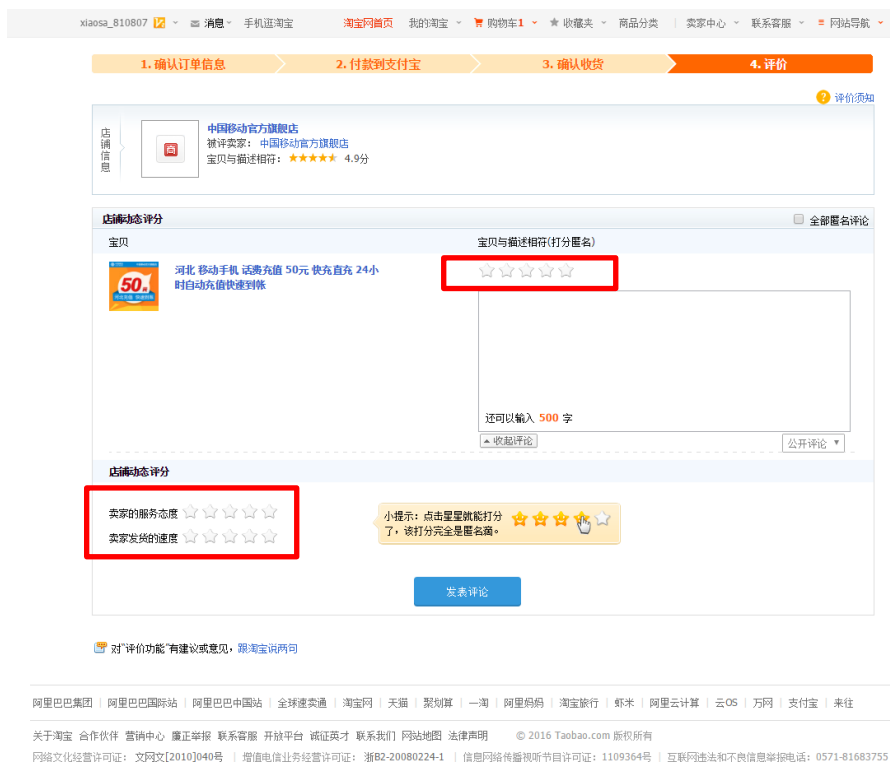 xiaosa_810807 消息 手机逛淘宝 淘宝网首页 我的淘宝 购物车1 收藏夹 商品分类 卖家中心 联系客服 网站导航
1. 确认订单信息 2. 付款到支付宝 3. 确认收货 4. 评价
评价须知
店铺信息
中国移动官方旗舰店
被评卖家： 中国移动官方旗舰店
宝贝与描述相符： 4.9分
店铺动态评分 全部匿名评论
宝贝 宝贝与描述相符(打分匿名)
河北 移动手机 话费充值 50元 快充直充 24小
时自动充值快速到帐
50元
还可以输入 500 字
收起评论 公开评论
店铺动态评分
卖家的服务态度
卖家发货的速度
小提示：点击星星就能打分
了，该打分完全是匿名滴。
发表评论
对"评价功能"有建议或意见，跟淘宝说两句
阿里巴巴集团 | 阿里巴巴国际站 | 阿里巴巴中国站 | 全球速卖通 | 淘宝网 | 天猫 | 聚划算 | 一淘 | 阿里妈妈 | 淘宝旅行 | 虾米 | 阿里云计算 | 云OS | 万网 | 支付宝 | 来往
关于淘宝 合作伙伴 营销中心 廉正举报 联系客服 开放平台 诚征英才 联系我们 网站地图 法律声明 © 2016 Taobao.com 版权所有
网络文化经营许可证： 文网文[2010]040号 | 增值电信业务经营许可证： 浙B2-20080224-1 | 信息网络传播视听节目许可证：1109364号 | 互联网违法和不良信息举报电话：0571-81683755